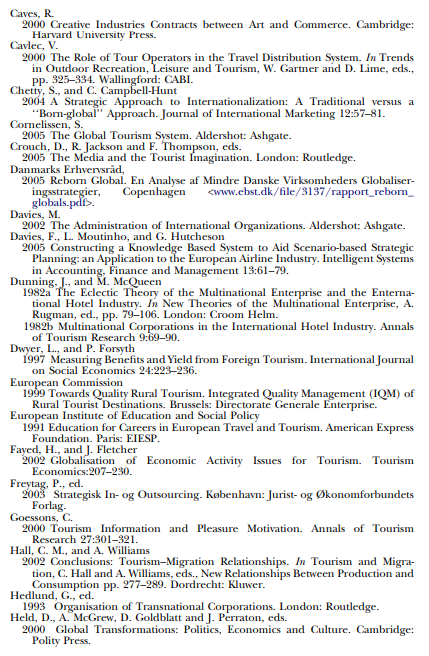 Caves, R.
2000 Creative Industries Contracts between Art and Commerce. Cambridge:
Harvard University Press.
Cavlec, V.
2000 The Role of Tour Operators in the Travel Distribution System. In Trends
in Outdoor Recreation, Leisure and Tourism, W. Gartner and D. Lime, eds.,
pp. 325–334. Wallingford: CABI.
Chetty, S., and C. Campbell-Hunt
2004 A Strategic Approach to Internationalization: A Traditional versus a
‘‘Born-global’’ Approach. Journal of International Marketing 12:57–81.
Cornelissen, S.
2005 The Global Tourism System. Aldershot: Ashgate.
Crouch, D., R. Jackson and F. Thompson, eds.
2005 The Media and the Tourist Imagination. London: Routledge.
Danmarks Erhvervsråd,
2005 Reborn Global. En Analyse af Mindre Danske Virksomheders Globaliser-
ingsstrategier, Copenhagen <www.ebst.dk/file/3137/rapport_reborn_
globals.pdf>.
Davies, M.
2002 The Administration of International Organizations. Aldershot: Ashgate.
Davies, F., L. Moutinho, and G. Hutcheson
2005 Constructing a Knowledge Based System to Aid Scenario-based Strategic
Planning: an Application to the European Airline Industry. Intelligent Systems
in Accounting, Finance and Management 13:61–79.
Dunning, J., and M. McQueen
1982a The Eclectic Theory of the Multinational Enterprise and the Enterna-
tional Hotel Industry. In New Theories of the Multinational Enterprise, A.
Rugman, ed., pp. 79–106. London: Croom Helm.
1982b Multinational Corporations in the International Hotel Industry. Annals
of Tourism Research 9:69–90.
Dwyer, L., and P. Forsyth
1997 Measuring Benefits and Yield from Foreign Tourism. International Journal
on Social Economics 24:223–236.
European Commission
1999 Towards Quality Rural Tourism. Integrated Quality Management (IQM) of
Rural Tourist Destinations. Brussels: Directorate Generale Enterprise.
European Institute of Education and Social Policy
1991 Education for Careers in European Travel and Tourism. American Express
Foundation. Paris: EIESP.
Fayed, H., and J. Fletcher
2002 Globalisation of Economic Activity Issues for Tourism. Tourism
Economics:207–230.
Freytag, P., ed.
2003 Strategisk In- og Outsourcing. København: Jurist- og Økonomforbundets
Forlag.
Goessons, C.
2000 Tourism Information and Pleasure Motivation. Annals of Tourism
Research 27:301–321.
Hall, C. M., and A. Williams
2002 Conclusions: Tourism–Migration Relationships. In Tourism and Migra-
tion, C. Hall and A. Williams, eds., New Relationships Between Production and
Consumption pp. 277–289. Dordrecht: Kluwer.
Hedlund, G., ed.
1993 Organisation of Transnational Corporations. London: Routledge.
Held, D., A. McGrew, D. Goldblatt and J. Perraton, eds.
2000 Global Transformations: Politics, Economics and Culture. Cambridge:
Polity Press.